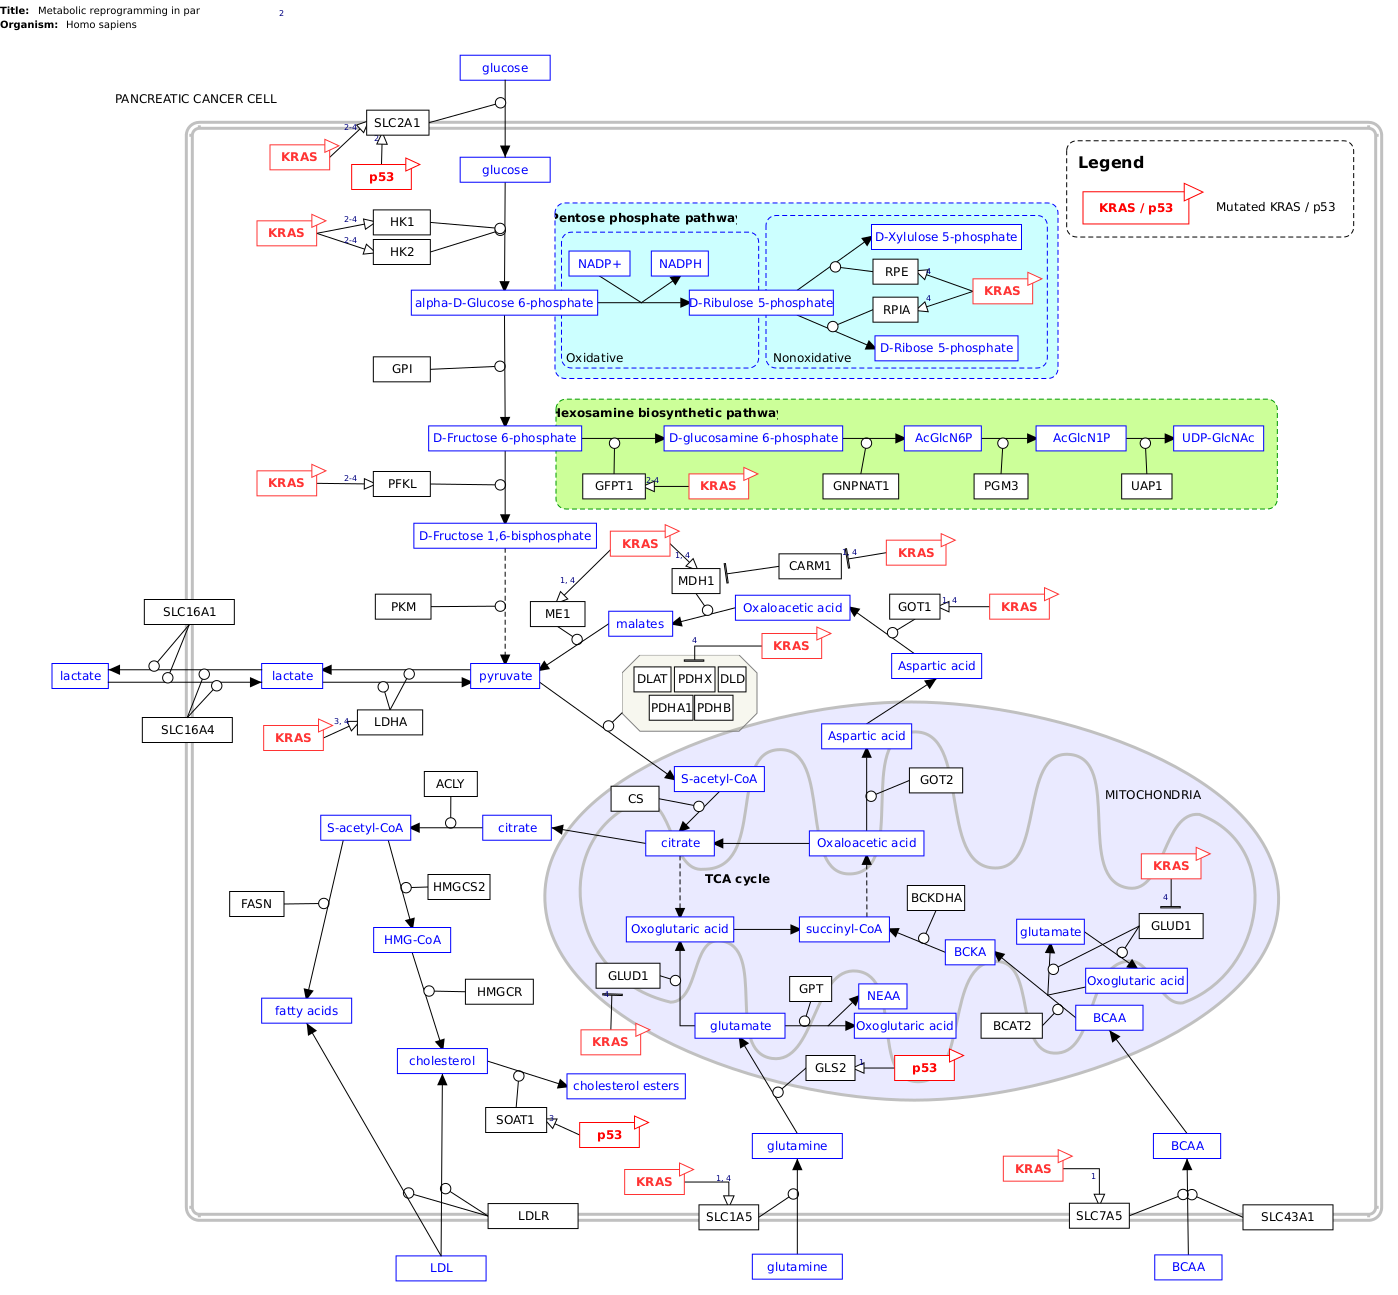 Title: Metabolic reprogramming in par
2
Organism: Homo sapiens
glucose
PANCREATIC CANCER CELL
SLC2A1
2-4
2
KRAS
p53
glucose
Legend
KRAS / p53
Mutated KRAS / p53
KRAS
2-4
2-4
HK1
HK2
Pentose phosphate pathway
NADP+
NADPH
D-Xylulose 5-phosphate
RPE
4
KRAS
4
RPIA
alpha-D-Glucose 6-phosphate
D-Ribulose 5-phosphate
D-Ribose 5-phosphate
Oxidative
Nonoxidative
GPI
Hexosamine biosynthetic pathway
D-Fructose 6-phosphate
D-glucosamine 6-phosphate
AcGlcN6P
AcGlcN1P
UDP-GlcNAc
KRAS
2-4
PFKL
GFPT1
2-4
KRAS
GNPNAT1
PGM3
UAP1
D-Fructose 1,6-bisphosphate
KRAS
1, 4
1, 4
MDH1
CARM1
1, 4
KRAS
PKM
ME1
malates
Oxaloacetic acid
GOT1
1, 4
KRAS
SLC16A1
4
KRAS
Aspartic acid
lactate
lactate
pyruvate
DLAT
PDHX
DLD
PDHA1
PDHB
SLC16A4
KRAS
3, 4
LDHA
Aspartic acid
S-acetyl-CoA
GOT2
MITOCHONDRIA
ACLY
CS
S-acetyl-CoA
citrate
citrate
Oxaloacetic acid
TCA cycle
KRAS
4
FASN
HMGCS2
BCKDHA
GLUD1
HMG-CoA
Oxoglutaric acid
succinyl-CoA
glutamate
BCKA
GLUD1
4
HMGCR
GPT
NEAA
Oxoglutaric acid
fatty acids
glutamate
Oxoglutaric acid
BCAT2
BCAA
KRAS
cholesterol
GLS2
1
p53
cholesterol esters
SOAT1
3
p53
glutamine
BCAA
KRAS
1, 4
KRAS
1
LDLR
SLC1A5
SLC7A5
SLC43A1
LDL
glutamine
BCAA